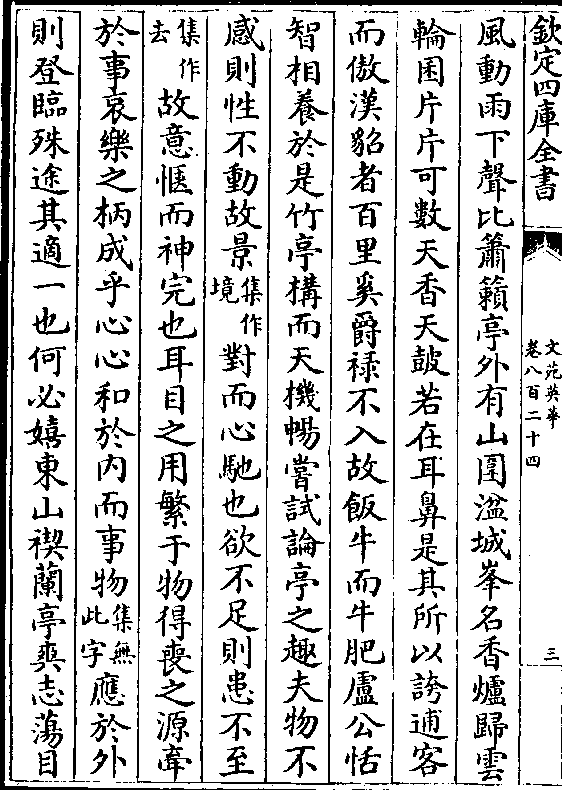 欽定四庫全書
文苑英華
卷八百二十四
三
風動雨下聲比簫籟亭外有山圍湓城峯名香爐歸雲
輪囷片片可數天香天鼓若在耳鼻是其所以誇逋客
而傲漢貂者百里奚爵祿不入故飯牛而牛肥盧公恬
智相養於是竹亭構而天機暢嘗試論亭之趣夫物不
感則性不動故景集作境對而心馳也欲不足則患不至
集作去故意愜而神完也耳目之用繁于物得喪之源牽
於事哀樂之柄成乎心心和於内而事物集無此字應於外
則登臨殊途其適一也何必嬉東山禊蘭亭爽志蕩目